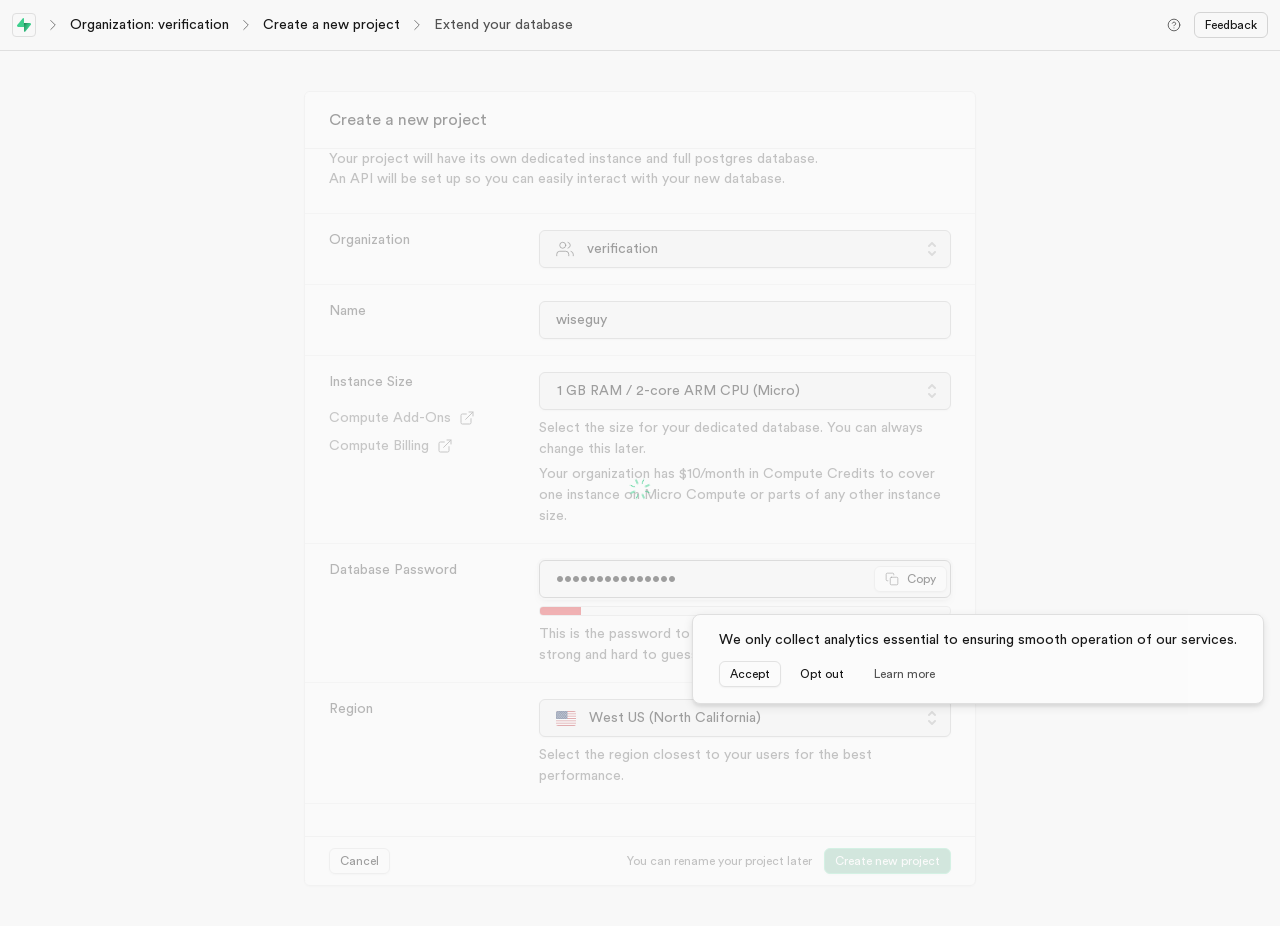 Organization: verification
Create a new project
Extend your database
Feedback
Create a new project
Your project will have its own dedicated instance and full postgres database.
An API will be set up so you can easily interact with your new database.
Organization
verification
Name
wiseguy
Instance Size
1 GB RAM / 2-core ARM CPU (Micro)
Compute Add-Ons
Compute Billing
Select the size for your dedicated database. You can always
change this later.
Your organization has $10/month in Compute Credits to cover
one instance on Micro Compute or parts of any other instance
size.
Database Password
•••••••••••••••
Copy
This is the password to
strong and hard to gues
We only collect analytics essential to ensuring smooth operation of our services.
Accept
Opt out
Learn more
Region
West US (North California)
Select the region closest to your users for the best
performance.
Cancel
You can rename your project later
Create new project